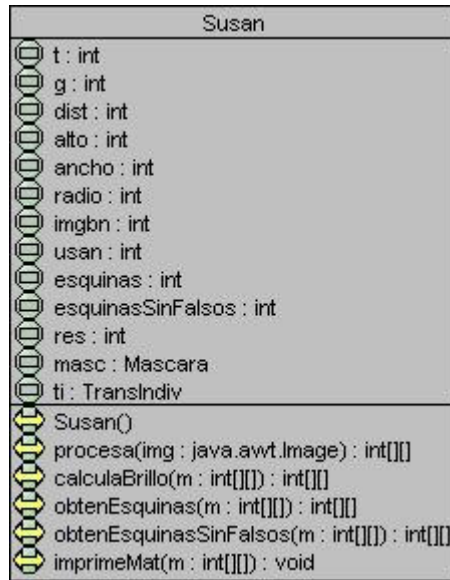 Susan
t : int
g : int
dist : int
alto : int
ancho : int
radio : int
imgbn : int
usan : int
esquinas : int
esquinasSinFalsos : int
res : int
masc : Mascara
ti : TransIndiv
Susan()
procesa(img : java.awt.Image) : int[][]
calculaBrillo(m : int[][]) : int[][]
obtenEsquinas(m : int[][]) : int[][]
obtenEsquinasSinFalsos(m : int[][]) : int[][]
imprimeMat(m : int[][]) : void